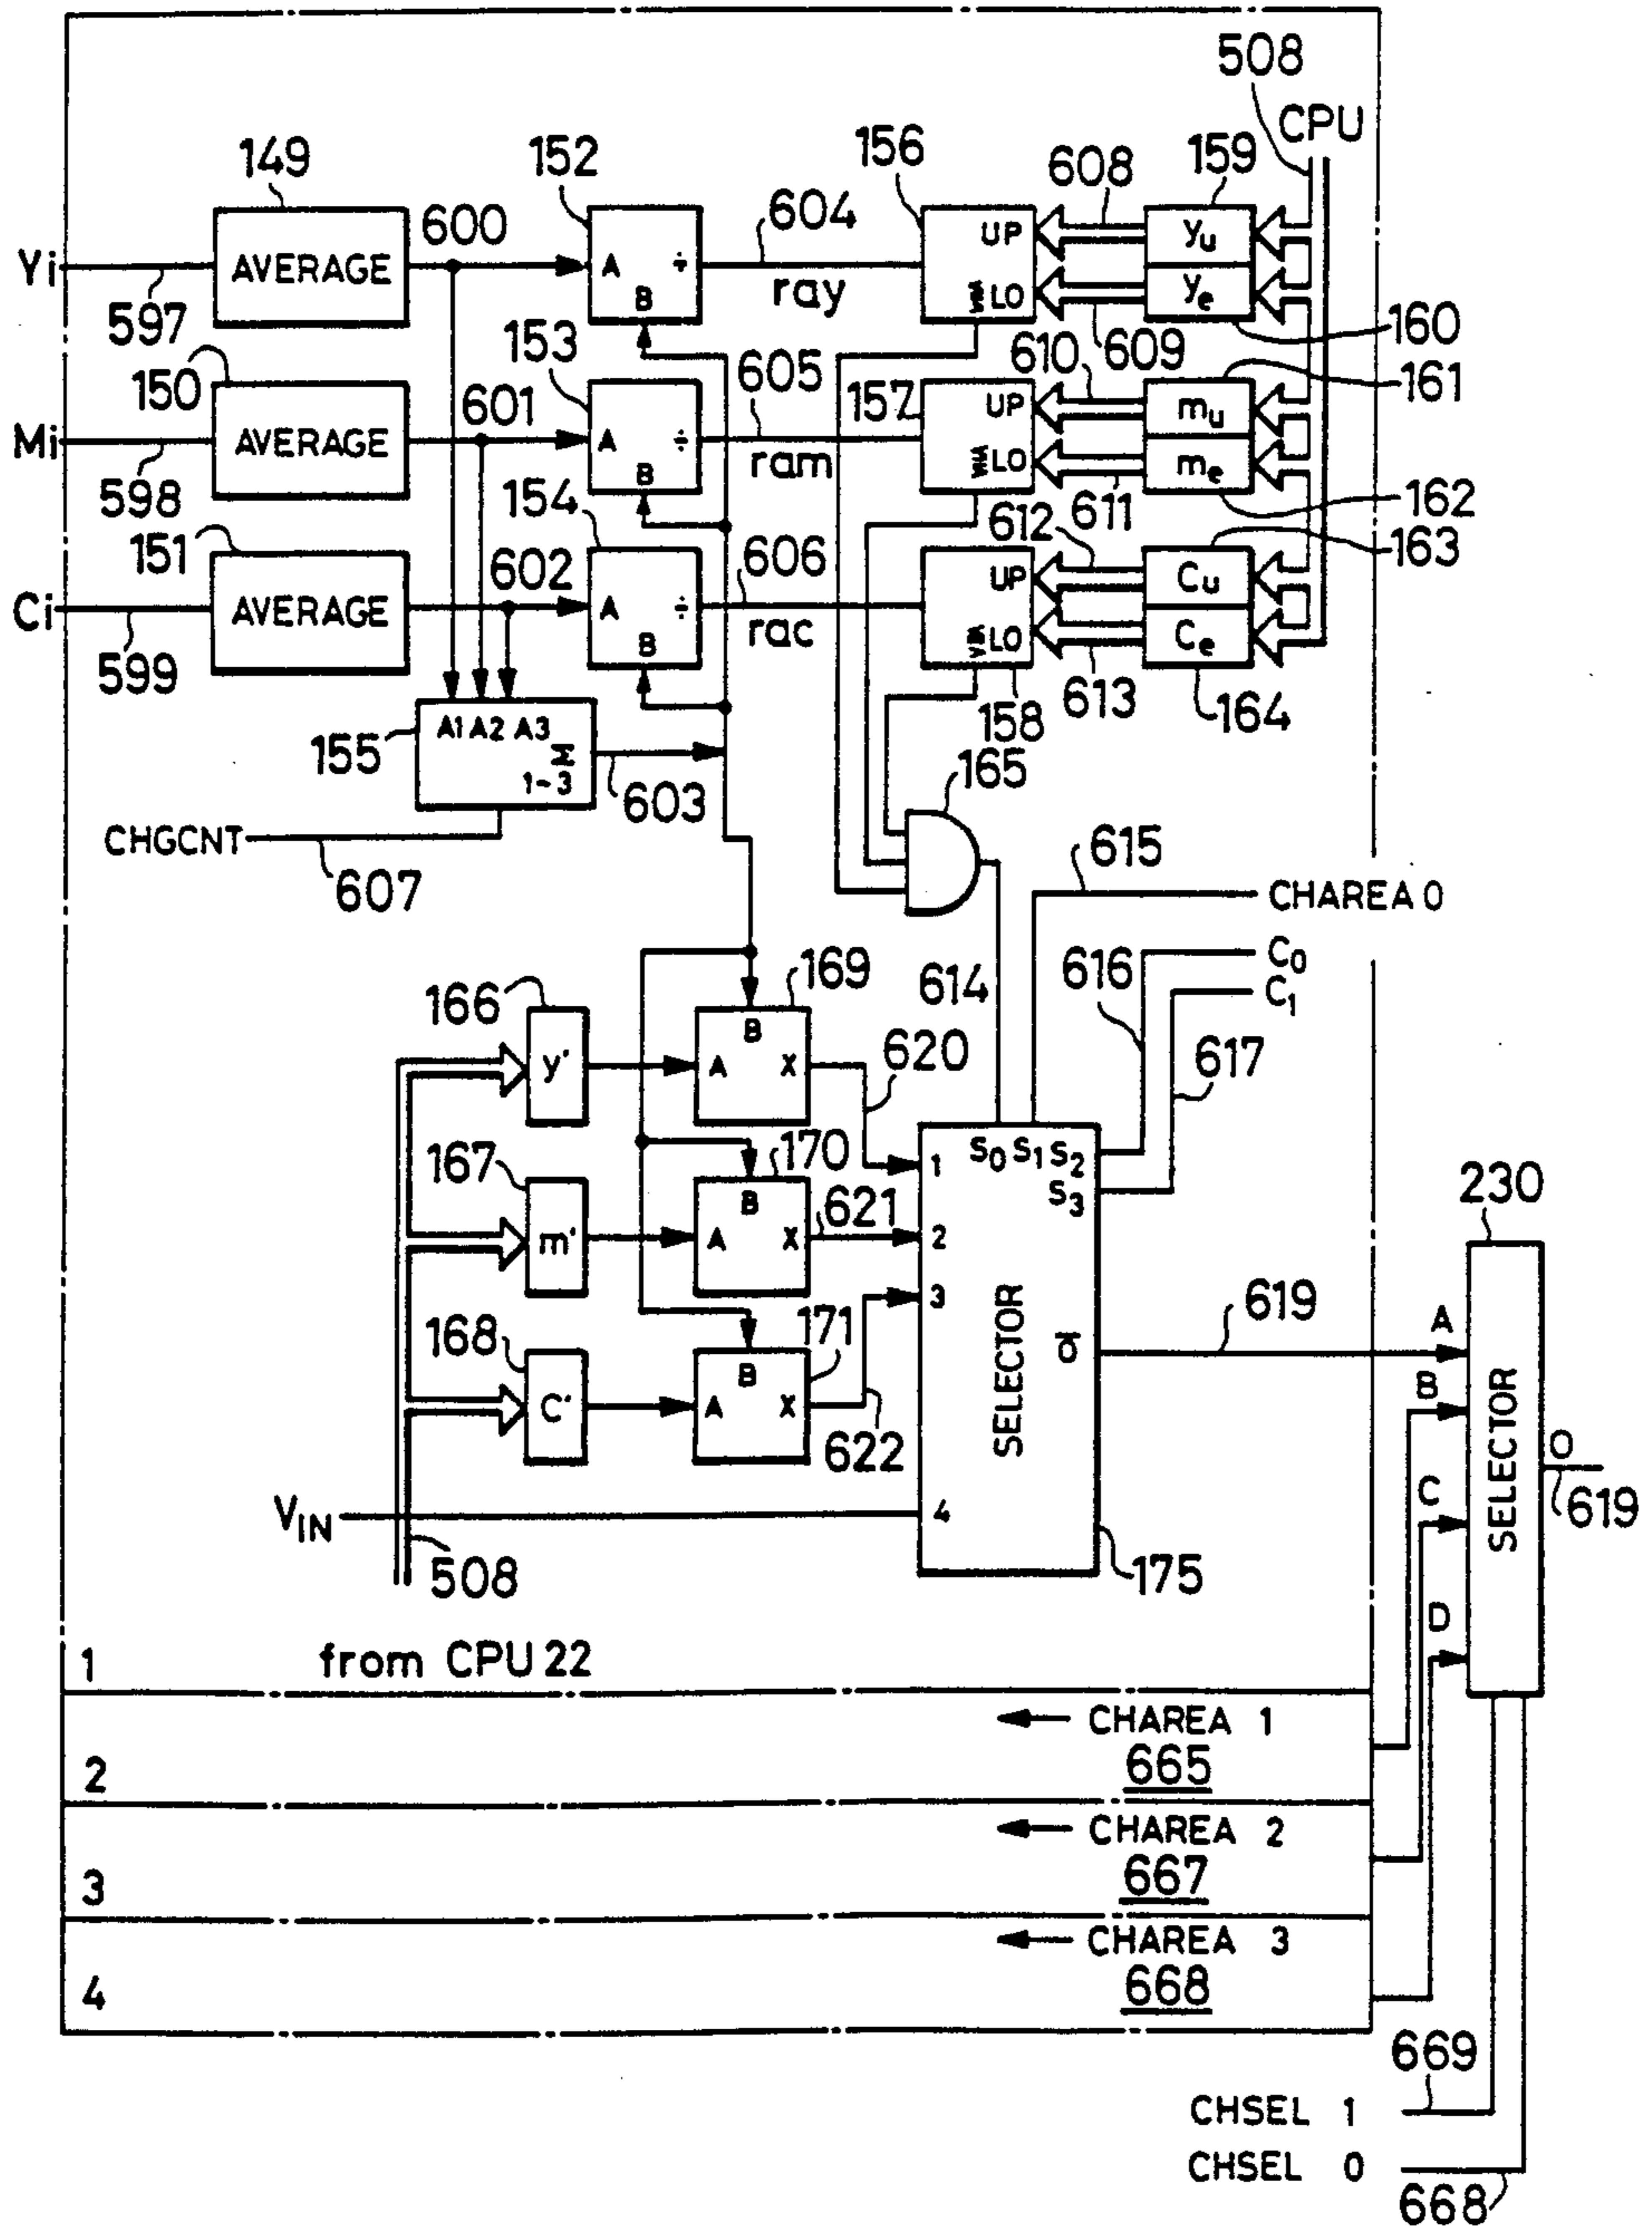 508
CPU
149
152
156
608
159
600
604
Yi
AVERAGE
A
÷
B
ray
UP
LO
yu
ye
597
153
605
610
609
160
150
601
157
161
Mi
AVERAGE
A
÷
B
ram
UP
LO
mu
me
598
154
612
611
162
151
602
606
163
Ci
AVERAGE
A
÷
B
rac
UP
LO
Cu
Ce
599
613
155
A1 A2 A3
Σ
1-3
603
158
164
165
CHGCNT
607
615
CHAREA 0
614
616
C0
C1
166
169
620
617
y'
A
B
X
167
170
621
S0 S1 S2
S3
1
230
m'
A
B
X
2
3
168
171
SELECTOR
O̅
619
A
C'
A
B
X
622
B
SELECTOR
O
619
VIN
4
C
508
175
D
1
from CPU 22
← CHAREA 1
2
665
← CHAREA 2
3
667
← CHAREA 3
4
668
669
CHSEL 1
CHSEL 0
668